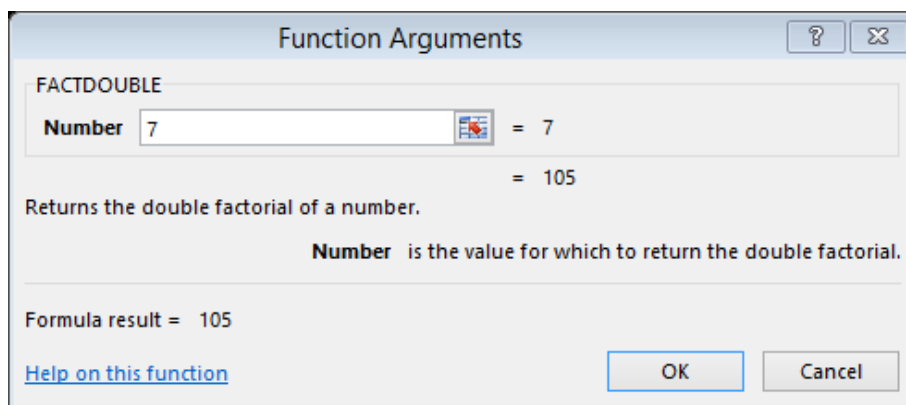 Function Arguments
?
FACTDOUBLE
Number 7 = 7
= 105
Returns the double factorial of a number.
Number is the value for which to return the double factorial.
Formula result = 105
Help on this function
OK Cancel